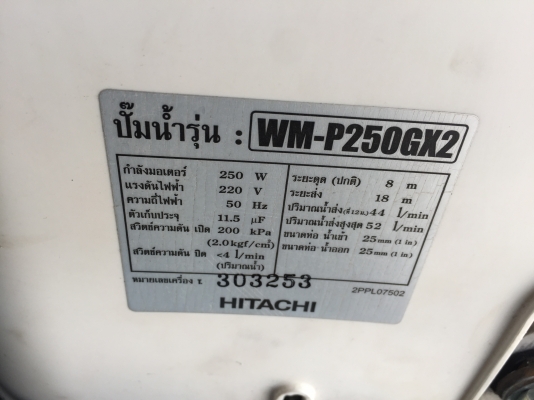 ปั๊มน้ำรุ่น : WM-P250GX2
กำลังมอเตอร์ 250 W
แรงดันไฟฟ้า 220 V
ความถี่ไฟฟ้า 50 Hz
ตัวเก็บประจุ 11.5 μF
สวิตช์ความดัน เปิด 200 kPa
(2.0kgf/cm²)
สวิตช์ความดัน ปิด <4 l/min
(ปริมาณน้ำ)
ระยะดูด (ปกติ) 8 m
ระยะส่ง 18 m
ปริมาณน้ำส่ง(ที่ 12ม.) 44 l/min
ปริมาณน้ำส่งสูงสุด 52 l/min
ขนาดท่อ น้ำเข้า 25mm (1 in)
ขนาดท่อ น้ำออก 25mm (1 in)
หมายเลขเครื่อง : 303253
2PPL07502
HITACHI